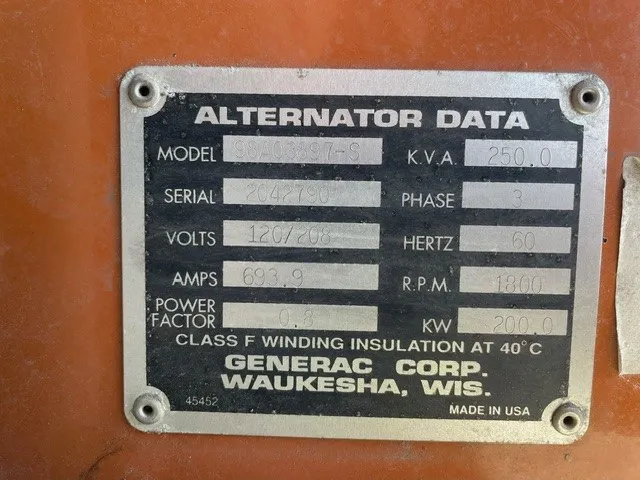 ALTERNATOR DATA
MODEL K.V.A. 250.0
SERIAL 2042790 PHASE 3
VOLTS 120/208 HERTZ 60
AMPS 693.9 R.P.M. 1800
POWER
FACTOR 0.8 KW 200.0
CLASS F WINDING INSULATION AT 40°C
GENERAC CORP.
WAUKESHA, WIS.
45452 MADE IN USA